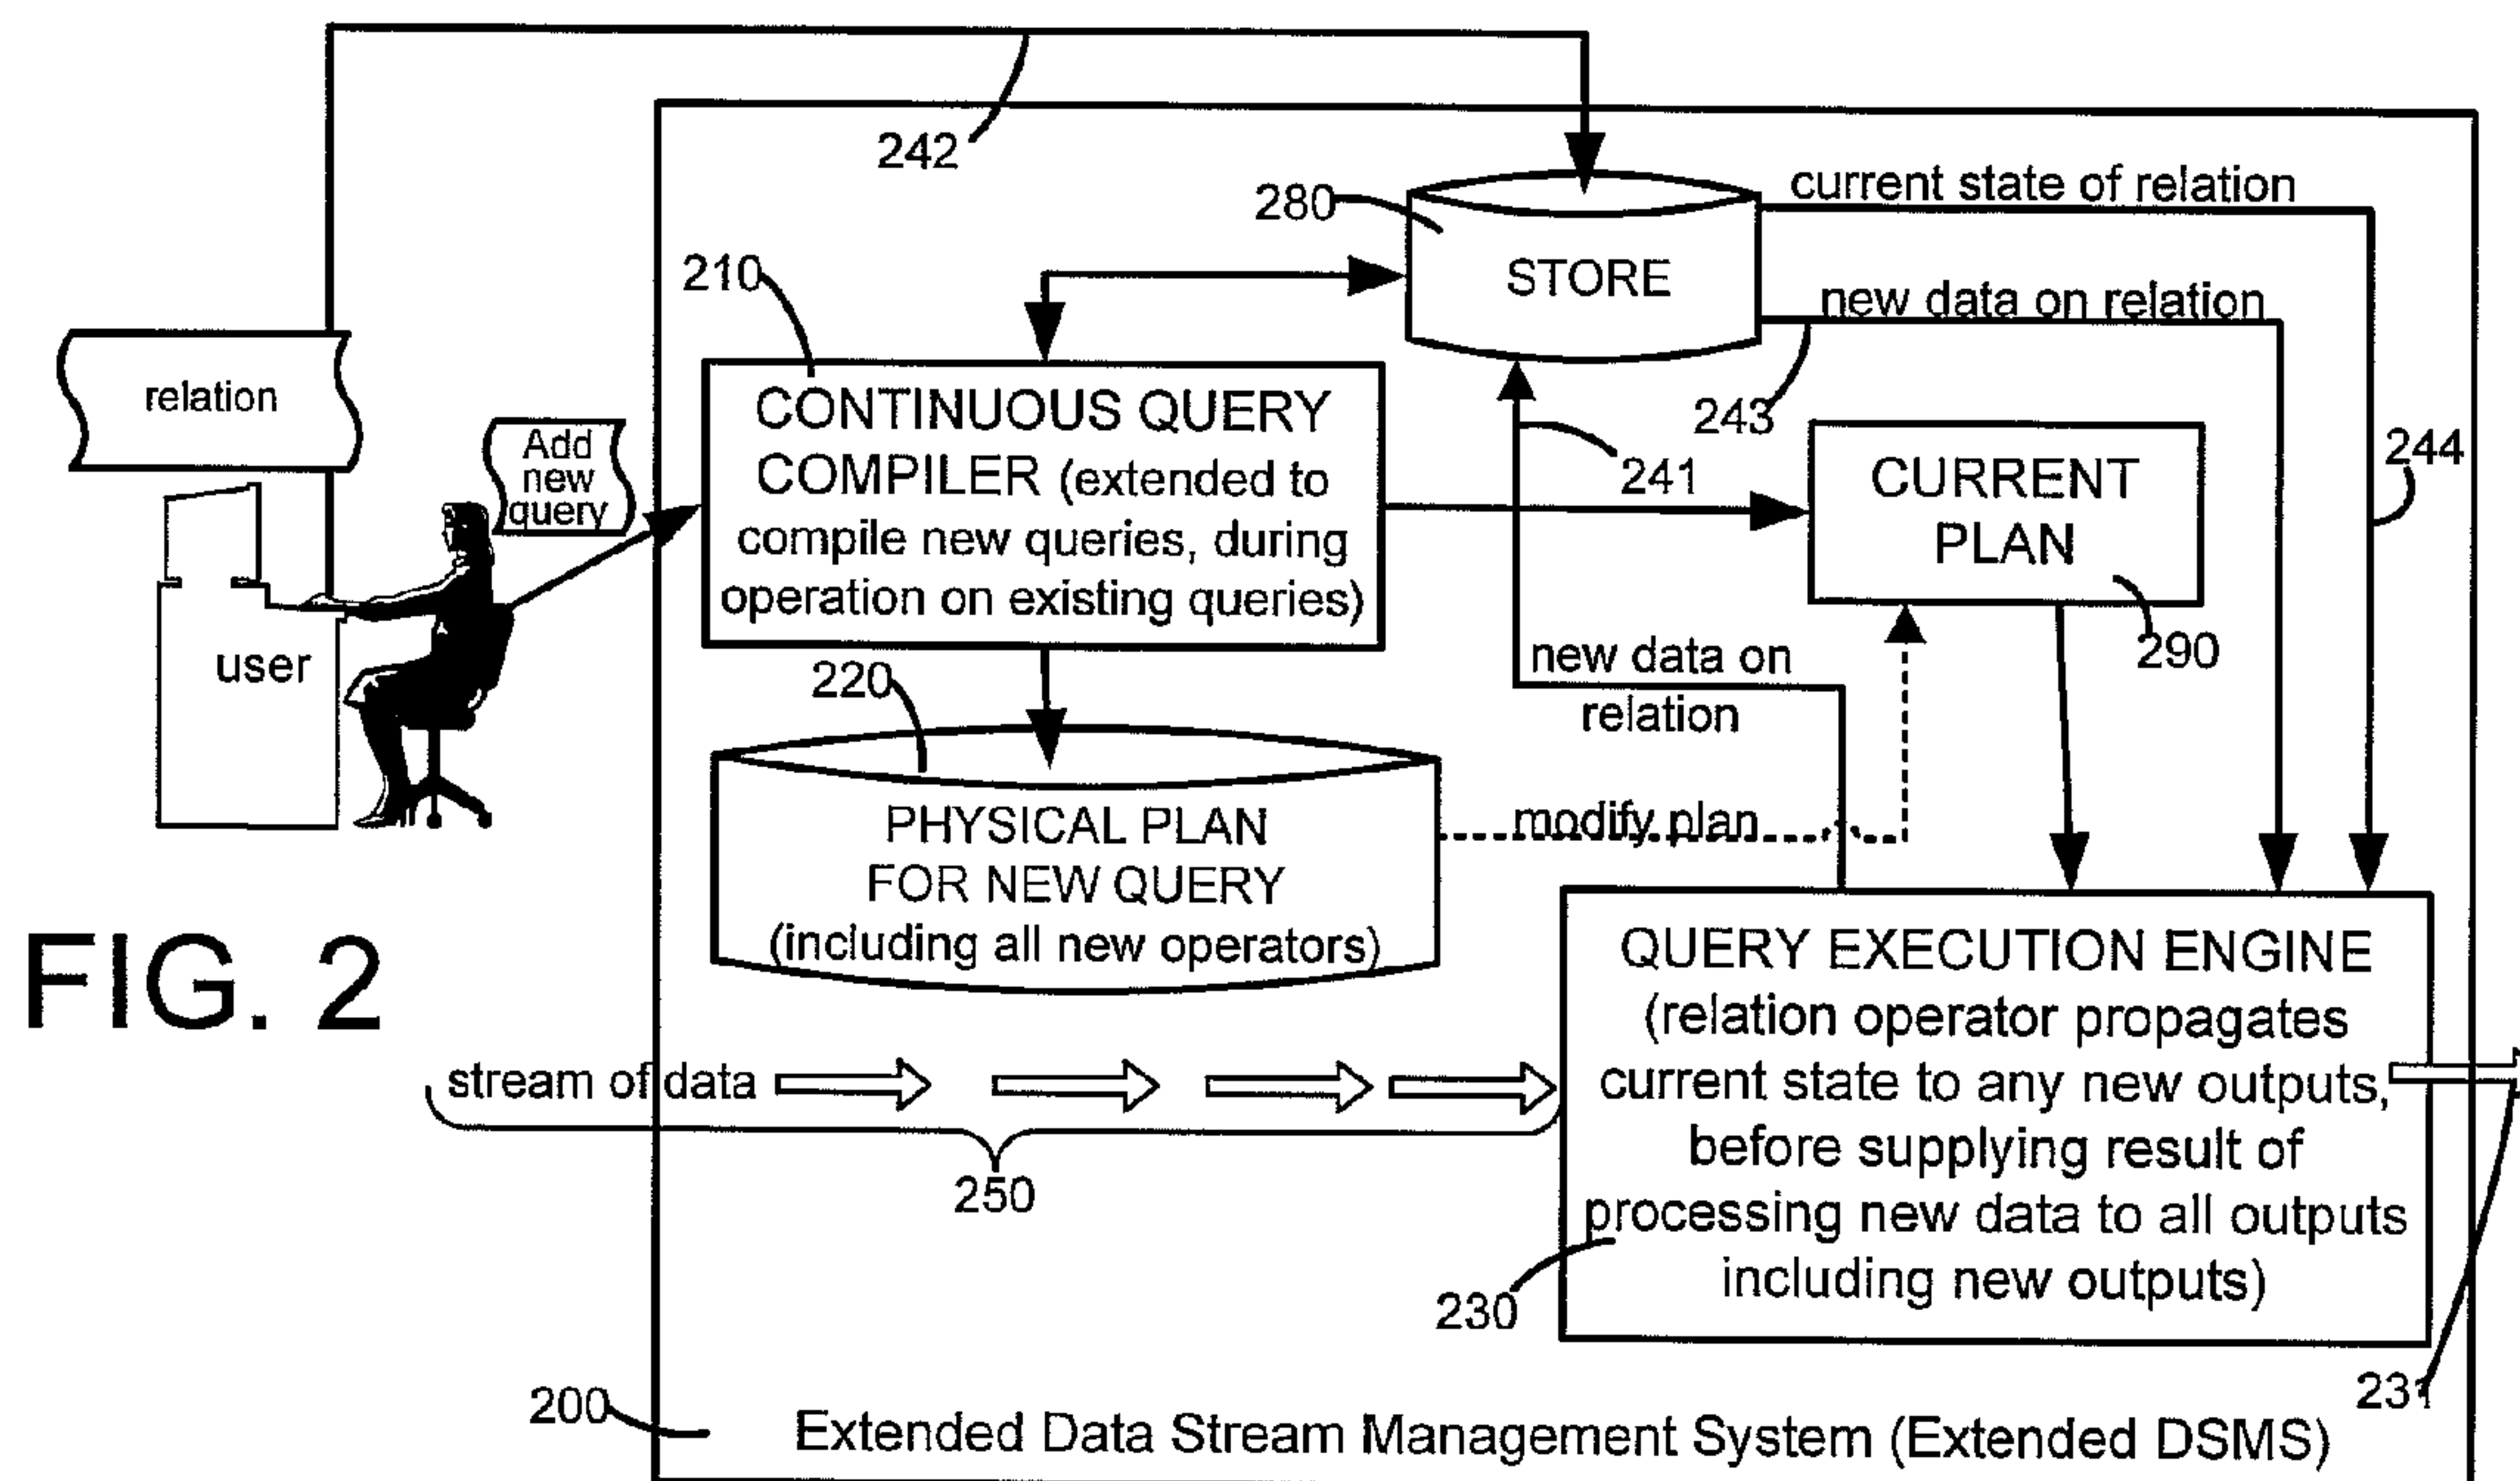 242
current state of relation
280
STORE
210
new data on relation
relation
Add
new
query
CONTINUOUS QUERY
COMPILER (extended to
compile new queries, during
operation on existing queries)
243
241
244
CURRENT
PLAN
290
user
220
new data on
relation
PHYSICAL PLAN
FOR NEW QUERY
(including all new operators)
modify plan
FIG. 2
QUERY EXECUTION ENGINE
(relation operator propagates
current state to any new outputs,
before supplying result of
processing new data to all outputs
including new outputs)
stream of data
250
230
231
200
Extended Data Stream Management System (Extended DSMS)